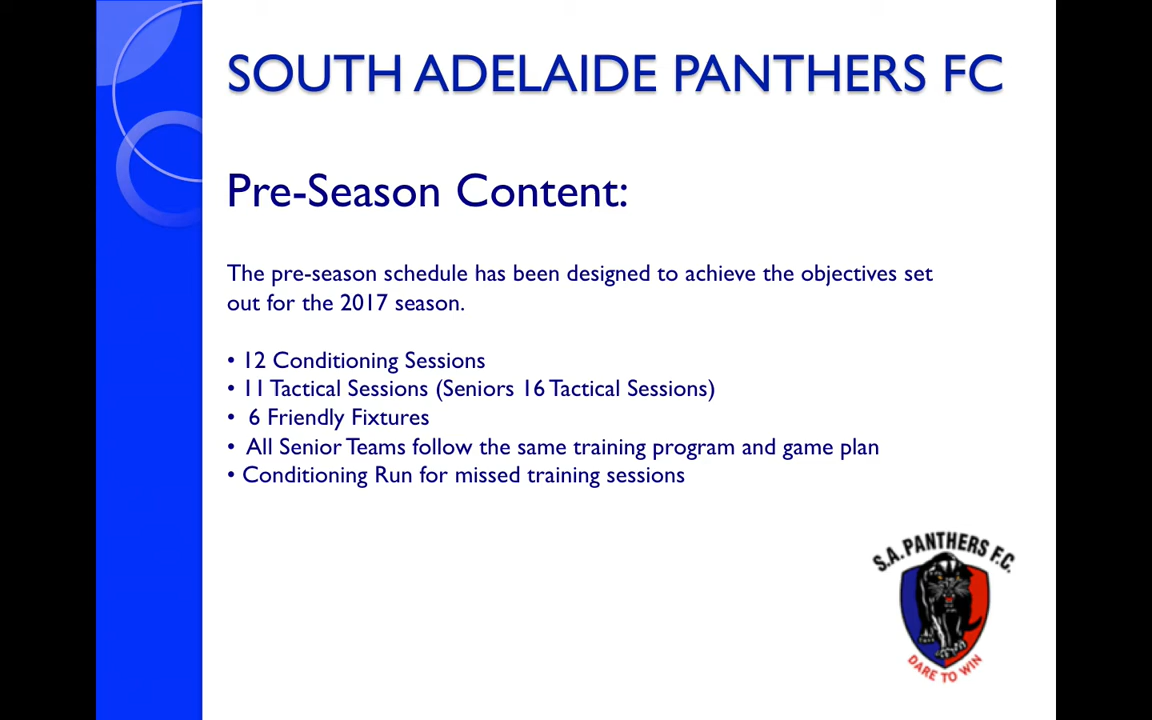 SOUTH ADELAIDE PANTHERS FC
Pre-Season Content:
The pre-season schedule has been designed to achieve the objectives set
out for the 2017 season.
• 12 Conditioning Sessions
• 11 Tactical Sessions (Seniors 16 Tactical Sessions)
• 6 Friendly Fixtures
• All Senior Teams follow the same training program and game plan
• Conditioning Run for missed training sessions
S.A. PANTHERS F.C.
DARE TO WIN